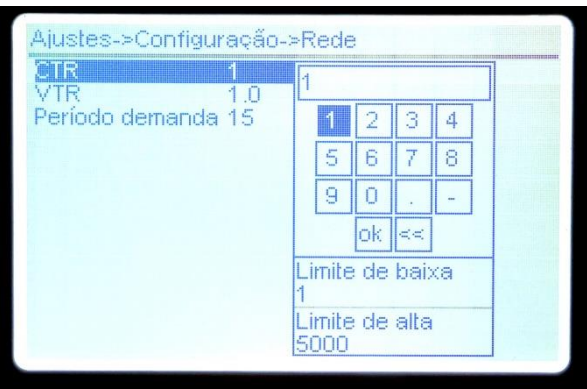 Ajustes->Configuração->Rede
CTR 1
VTR 1.0
Período demanda 15
1
1 2 3 4
5 6 7 8
9 0 . -
ok <<
Limite de baixa
1
Limite de alta
5000